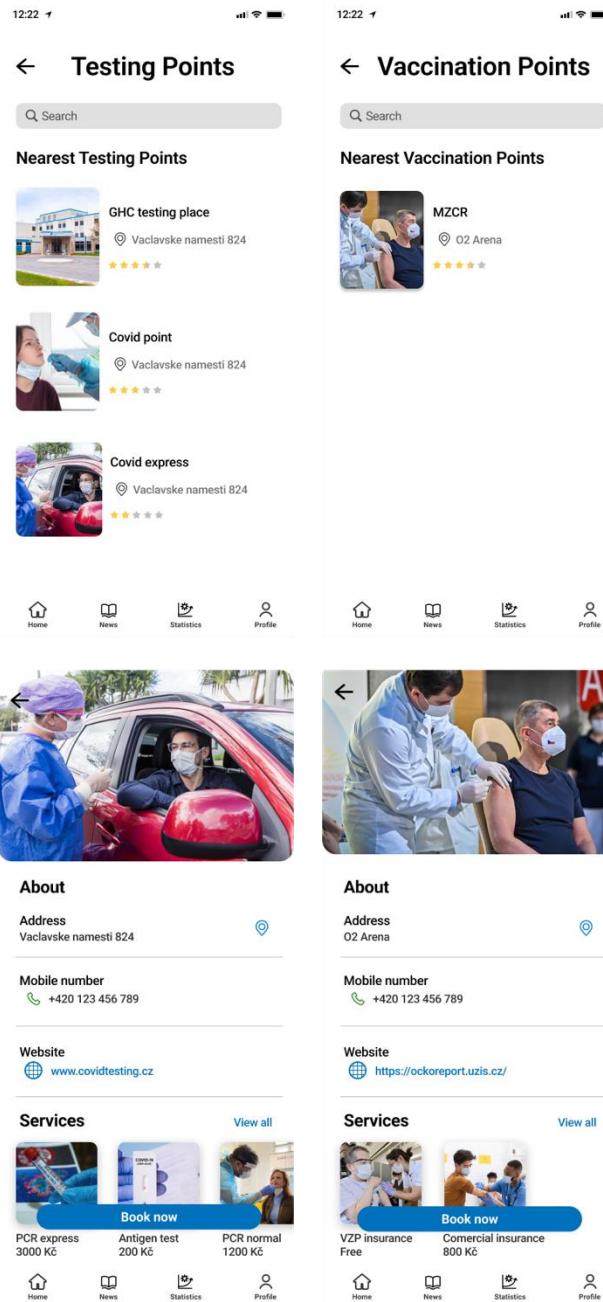 12:22
Testing Points
Search
Nearest Testing Points
GHC testing place
Vaclavske namesti 824
Covid point
Vaclavske namesti 824
Covid express
Vaclavske namesti 824
Home
News
Statistics
Profile
12:22
Vaccination Points
Search
Nearest Vaccination Points
MZCR
O2 Arena
Home
News
Statistics
Profile
About
Address
Vaclavske namesti 824
Mobile number
+420 123 456 789
Website
www.covidtesting.cz
Services
View all
Book now
PCR express
3000 Kč
Antigen test
200 Kč
PCR normal
1200 Kč
Home
News
Statistics
Profile
A
About
Address
O2 Arena
Mobile number
+420 123 456 789
Website
https://ockoreport.uzis.cz/
Services
View all
Book now
VZP insurance
Free
Comercial insurance
800 Kč
Home
News
Statistics
Profile